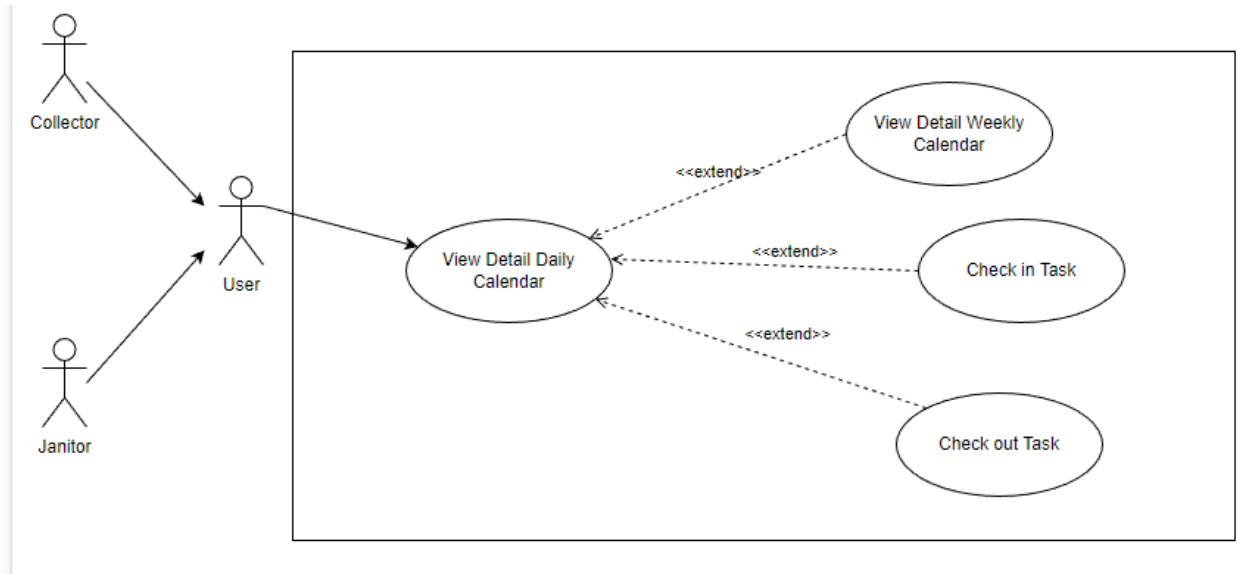 Collector
View Detail Weekly
Calendar
<<extend>>
User
View Detail Daily
Calendar
<<extend>>
Check in Task
<<extend>>
Janitor
Check out Task